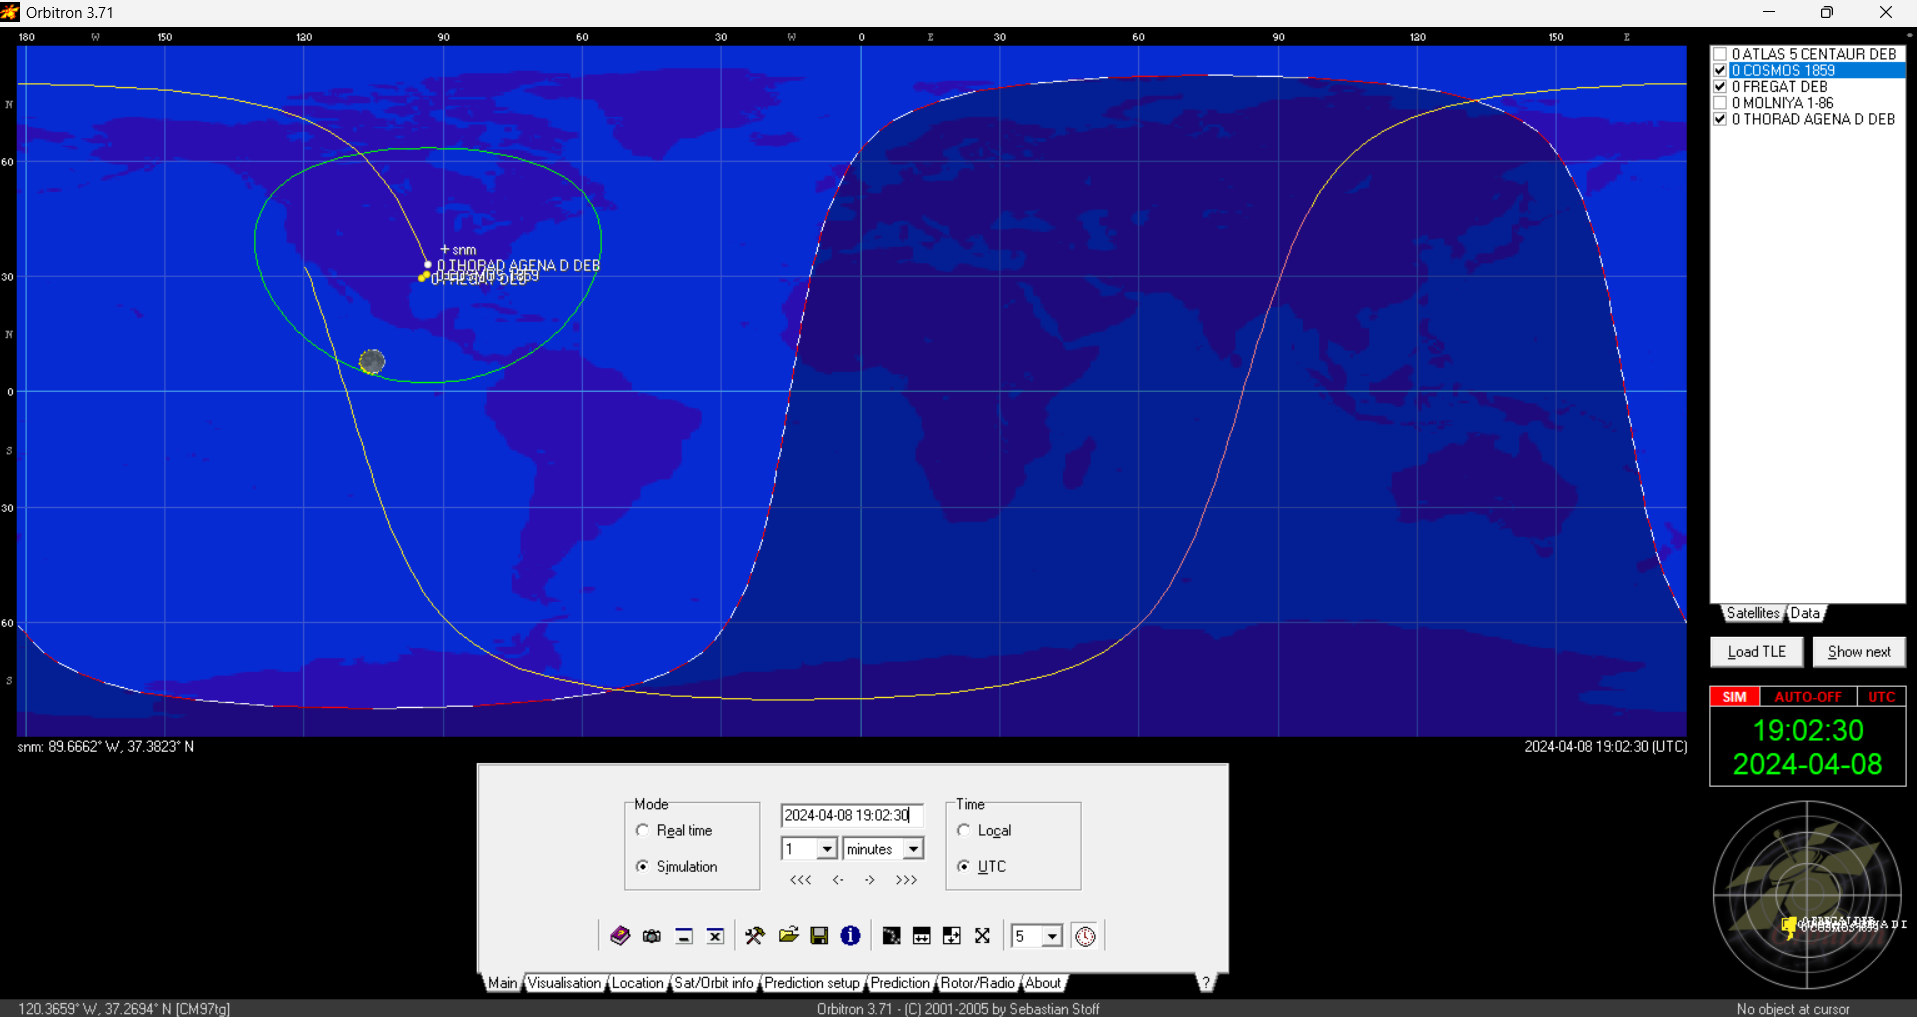 Orbitron 3.71
180 W 150 120 90 60 30 W 0 E 30 60 90 120 150 E
N
60
30
N
0
S
30
60
S
snm
0 THORAD AGENA D DEB
snm: 89.6662° W, 37.3823° N
2024-04-08 19:02:30 (UTC)
0 ATLAS 5 CENTAUR DEB
0 COSMOS 1859
0 FREGAT DEB
0 MOLNIYA 1-86
0 THORAD AGENA D DEB
Satellites Data
Load TLE Show next
SIM AUTO-OFF UTC
19:02:30
2024-04-08
Mode
Real time
Simulation
2024-04-08 19:02:30
1 minutes
<<< <- -> >>>
Time
Local
UTC
5
Main Visualisation Location Sat/Orbit info Prediction setup Prediction Rotor/Radio About ?
120.3659° W, 37.2694° N [CM97tg]
Orbitron 3.71 - (C) 2001-2005 by Sebastian Stoff
No object at cursor